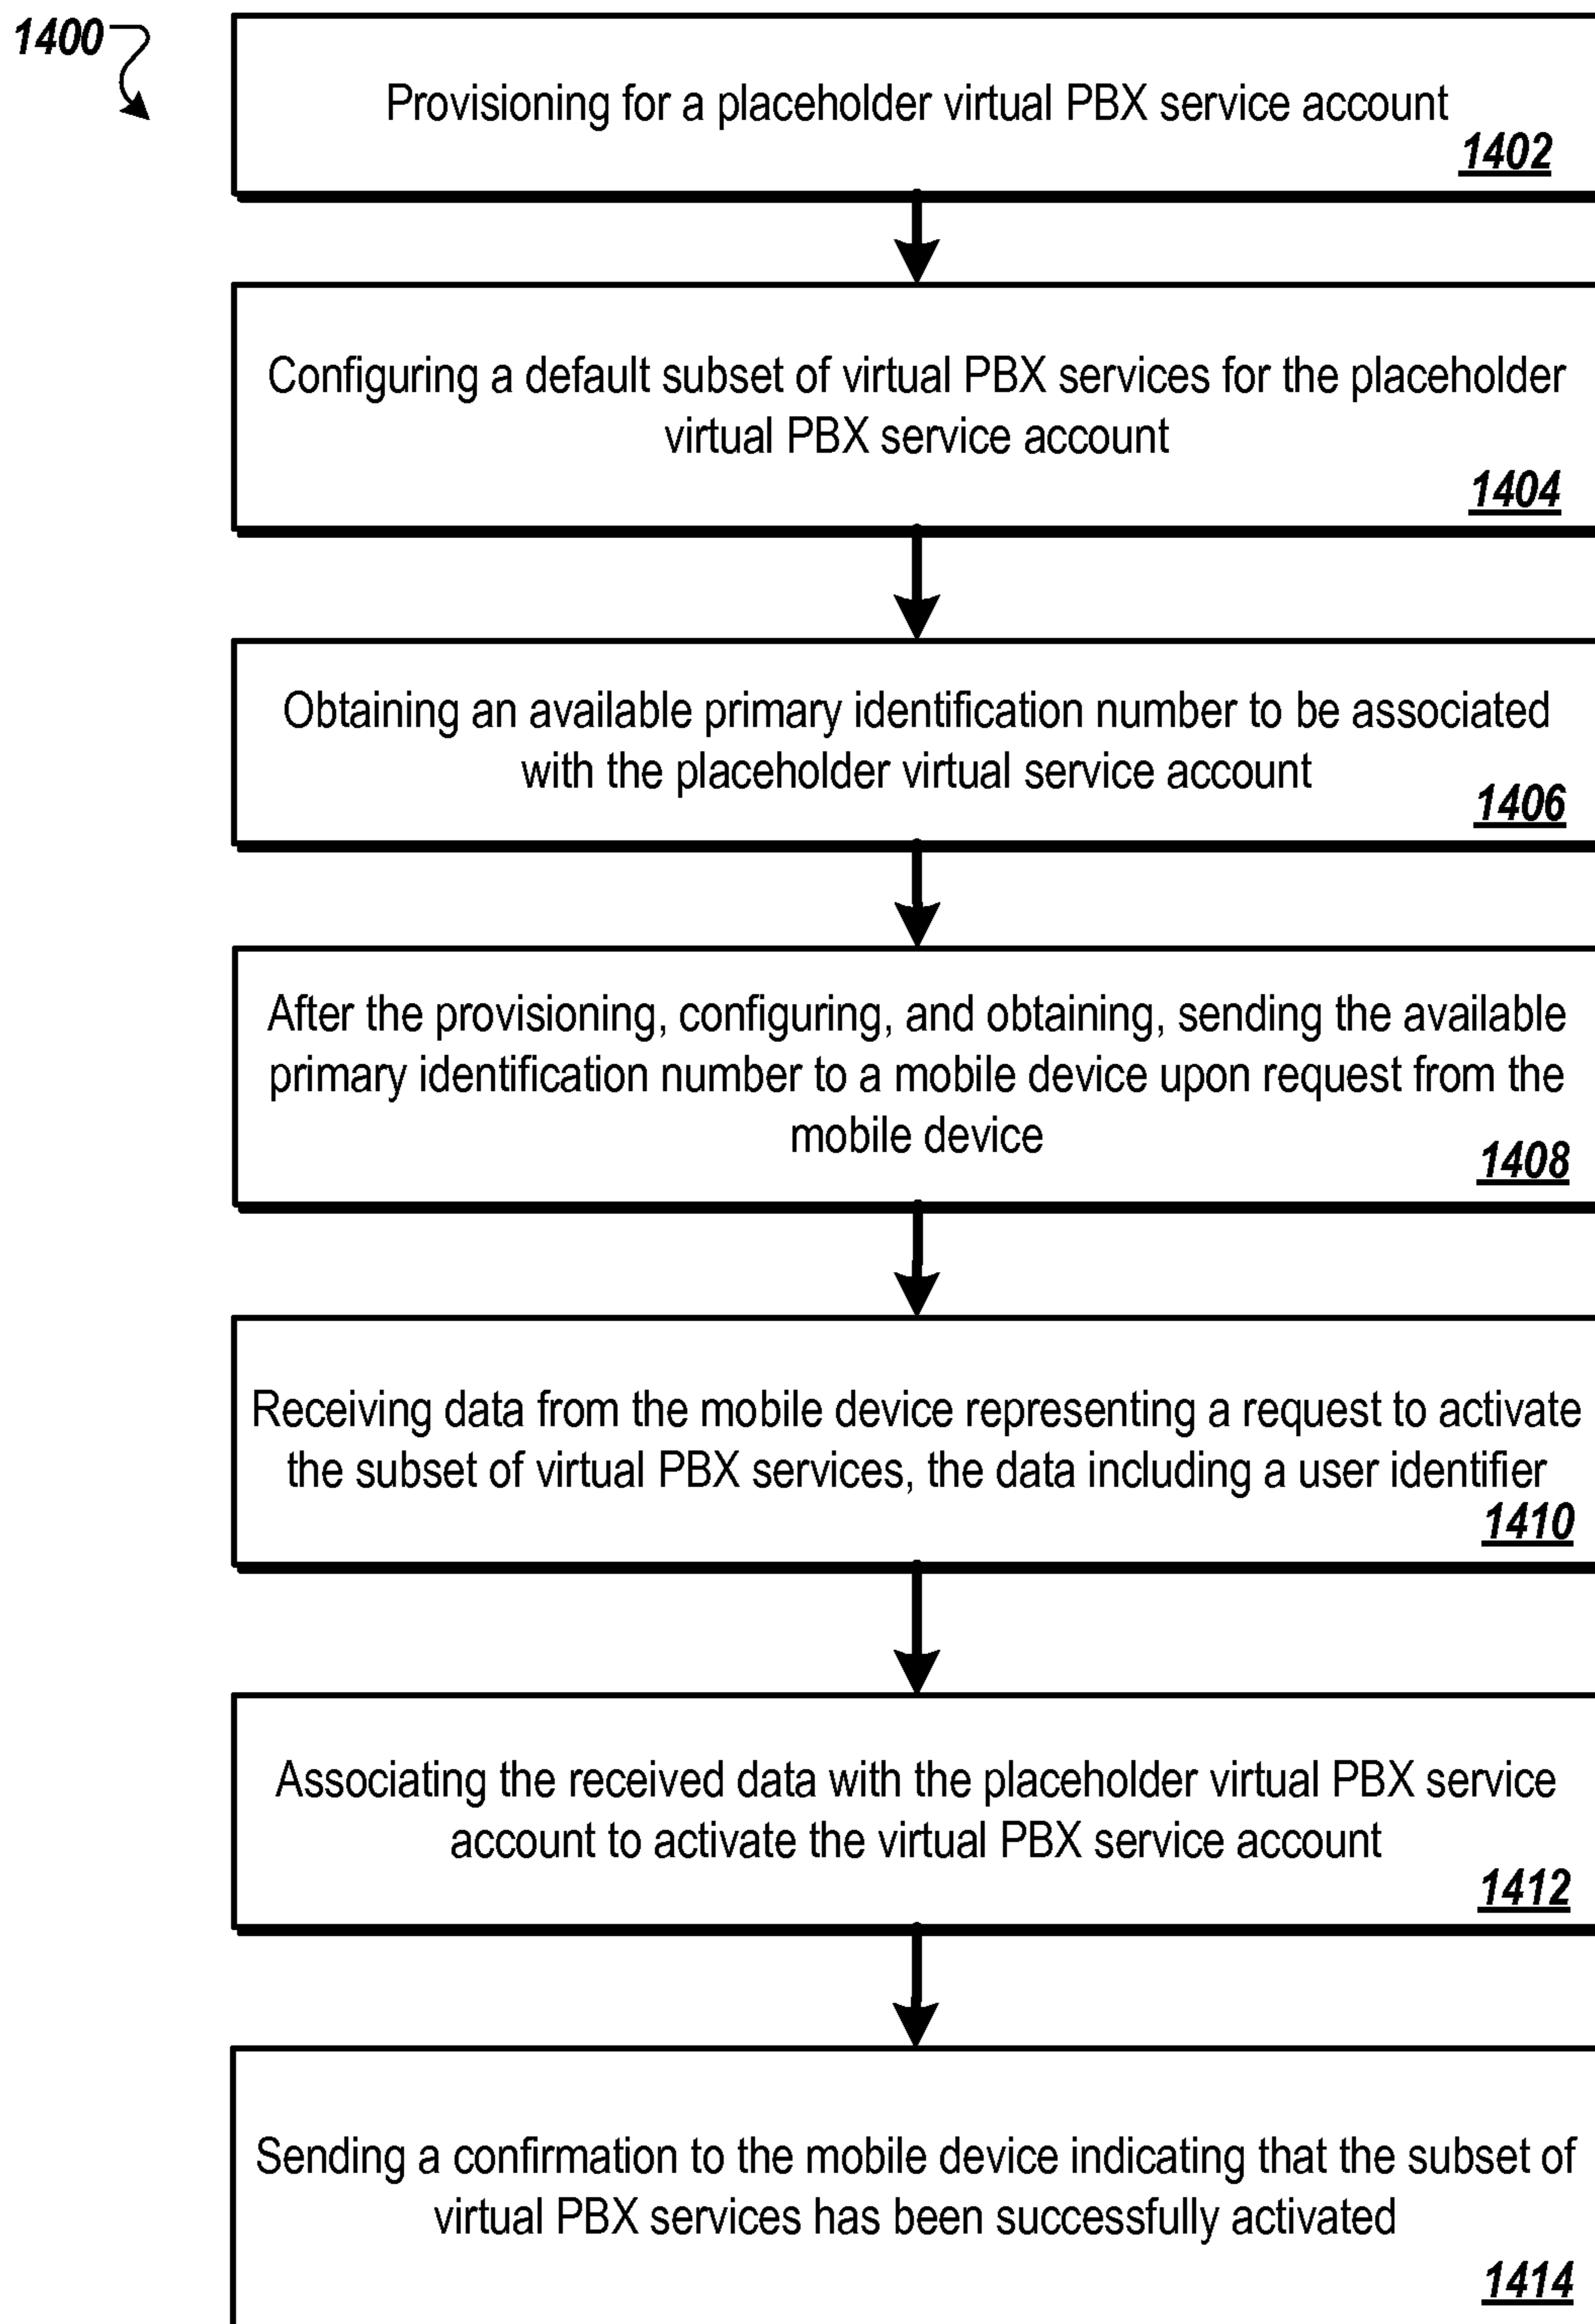 1400
Provisioning for a placeholder virtual PBX service account
1402
Configuring a default subset of virtual PBX services for the placeholder
virtual PBX service account
1404
Obtaining an available primary identification number to be associated
with the placeholder virtual service account
1406
After the provisioning, configuring, and obtaining, sending the available
primary identification number to a mobile device upon request from the
mobile device
1408
Receiving data from the mobile device representing a request to activate
the subset of virtual PBX services, the data including a user identifier
1410
Associating the received data with the placeholder virtual PBX service
account to activate the virtual PBX service account
1412
Sending a confirmation to the mobile device indicating that the subset of
virtual PBX services has been successfully activated
1414